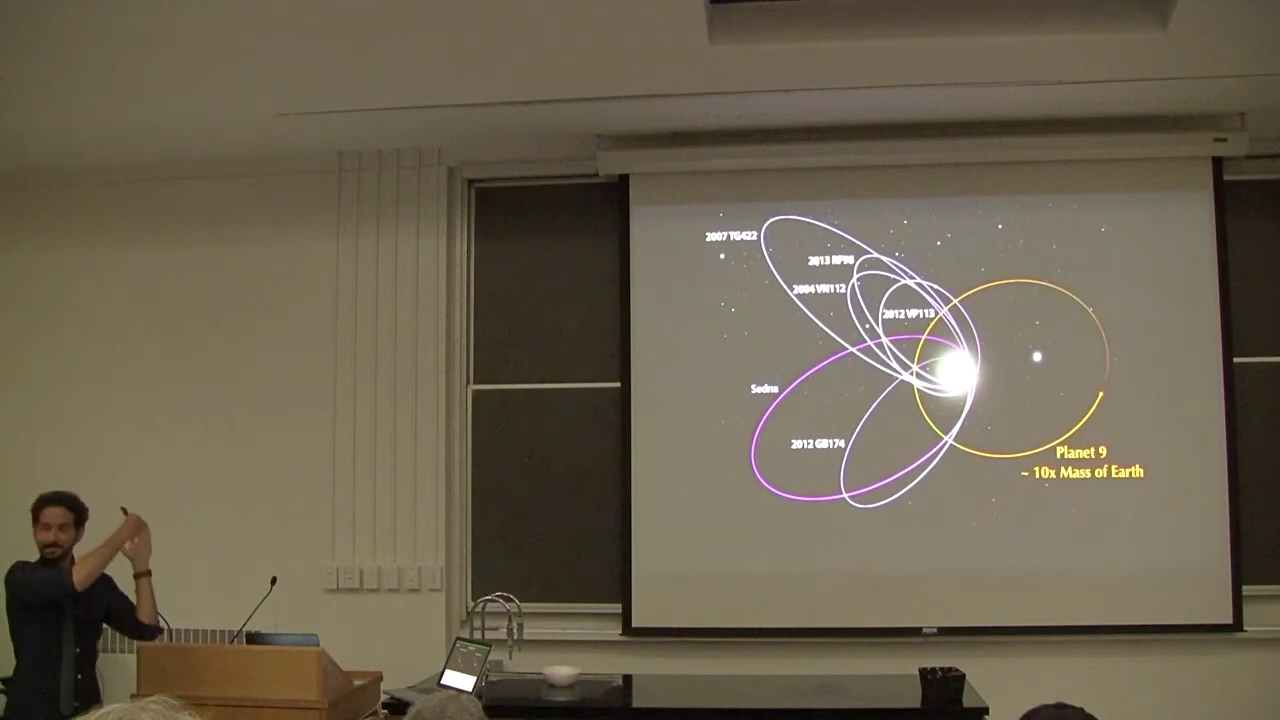 2007 TG422
2013 RF98
2004 VN112
2012 VP113
Sedna
2012 GB174
Planet 9
~ 10x Mass of Earth